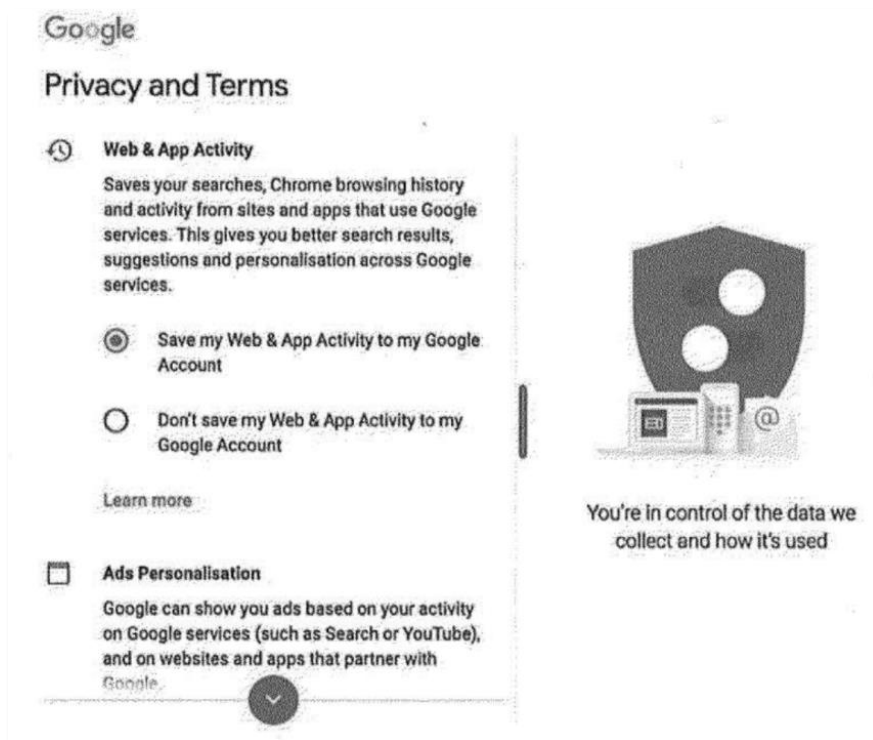 Google
Privacy and Terms
Web & App Activity
Saves your searches, Chrome browsing history
and activity from sites and apps that use Google
services. This gives you better search results,
suggestions and personalisation across Google
services.
Save my Web & App Activity to my Google
Account
Don't save my Web & App Activity to my
Google Account
Learn more
Ads Personalisation
Google can show you ads based on your activity
on Google services (such as Search or YouTube),
and on websites and apps that partner with
Google.
@
You're in control of the data we
collect and how it's used